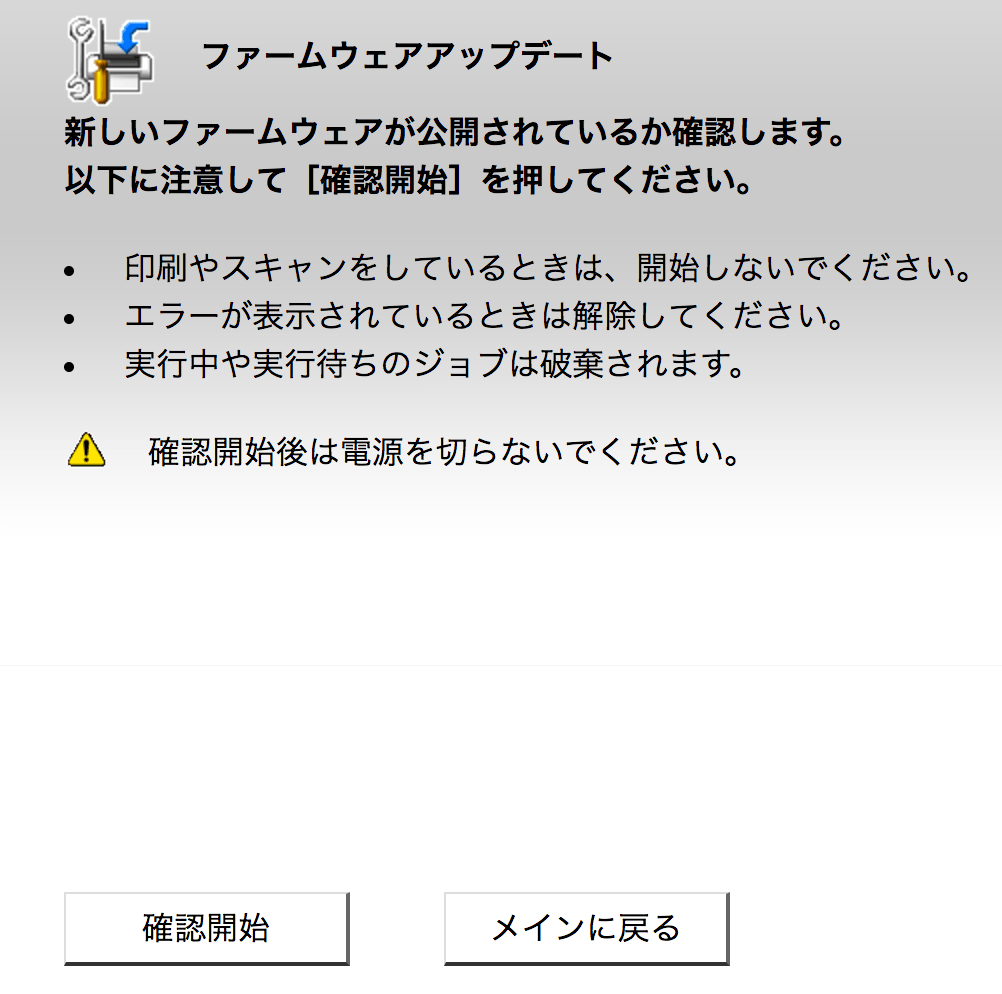 ファームウェアアップデート
新しいファームウェアが公開されているか確認します。
以下に注意して［確認開始］を押してください。
• 印刷やスキャンをしているときは、開始しないでください。
• エラーが表示されているときは解除してください。
• 実行中や実行待ちのジョブは破棄されます。
確認開始後は電源を切らないでください。
確認開始
メインに戻る